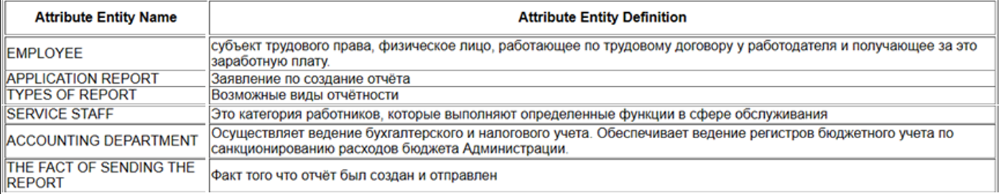 Attribute Entity Name
Attribute Entity Definition
EMPLOYEE
субъект трудового права, физическое лицо, работающее по трудовому договору у работодателя и получающее за это
заработную плату.
APPLICATION REPORT
Заявление по создание отчёта
TYPES OF REPORT
Возможные виды отчётности
SERVICE STAFF
Это категория работников, которые выполняют определенные функции в сфере обслуживания
ACCOUNTING DEPARTMENT
Осуществляет ведение бухгалтерского и налогового учета. Обеспечивает ведение регистров бюджетного учета по
санкционированию расходов бюджета Администрации.
THE FACT OF SENDING THE
REPORT
Факт того что отчёт был создан и отправлен